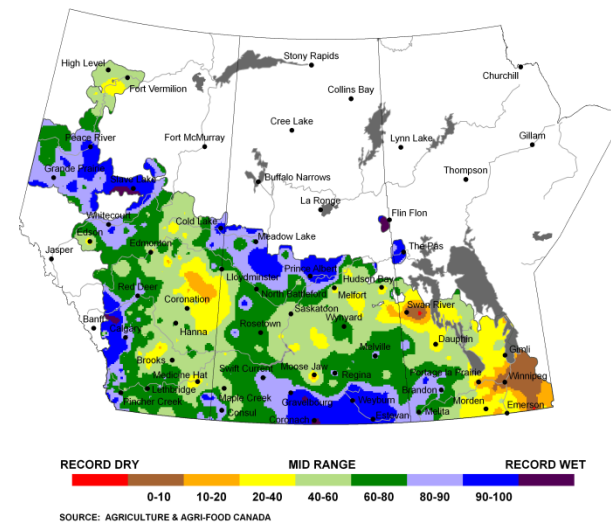 High Level
Stony Rapids
Churchill
Fort Vermilion
Collins Bay
Cree Lake
Peace River
Fort McMurray
Lynn Lake
Gillam
Grande Prairie
Slave Lake
Buffalo Narrows
Thompson
La Ronge
Flin Flon
Whitecourt
Cold Lake
Meadow Lake
Edson
Edmonton
The Pas
Jasper
Lloydminster
Prince Albert
Hudson Bay
Red Deer
North Battleford
Melfort
Coronation
Saskatoon
Swan River
Banff
Calgary
Hanna
Rosetown
Wynyard
Dauphin
Gimli
Brooks
Melville
Medicine Hat
Swift Current
Moose Jaw
Regina
Portage la Prairie
Winnipeg
Lethbridge
Maple Creek
Gravelbourg
Weyburn
Brandon
Morden
Pincher Creek
Consul
Coronach
Estevan
Melita
Emerson
RECORD DRY MID RANGE RECORD WET
0-10 10-20 20-40 40-60 60-80 80-90 90-100
SOURCE: AGRICULTURE & AGRI-FOOD CANADA